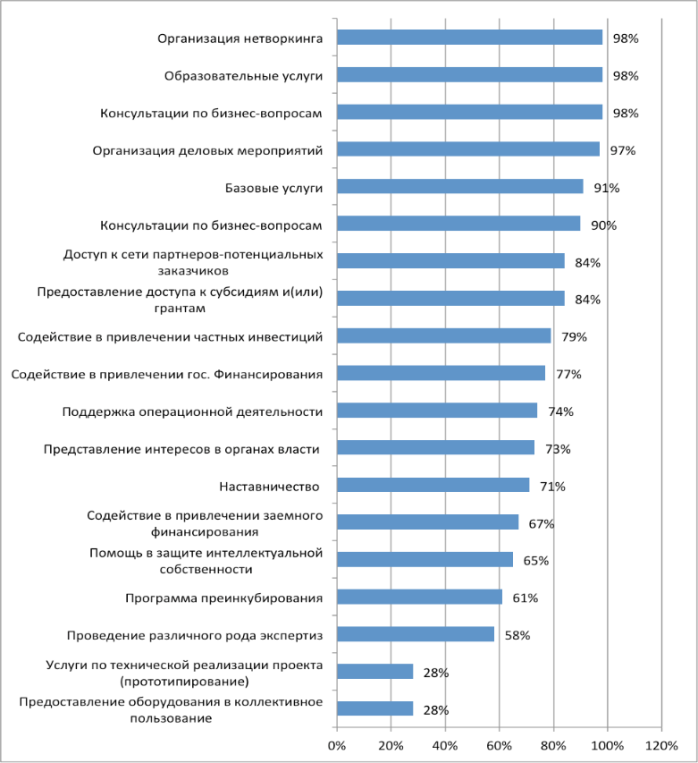 Организация нетворкинга 98%
Образовательные услуги 98%
Консультации по бизнес-вопросам 98%
Организация деловых мероприятий 97%
Базовые услуги 91%
Консультации по бизнес-вопросам 90%
Доступ к сети партнеров-потенциальных
заказчиков 84%
Предоставление доступа к субсидиям и(или)
грантам 84%
Содействие в привлечении частных инвестиций 79%
Содействие в привлечении гос. Финансирования 77%
Поддержка операционной деятельности 74%
Представление интересов в органах власти 73%
Наставничество 71%
Содействие в привлечении заемного
финансирования 67%
Помощь в защите интеллектуальной
собственности 65%
Программа преинкубирования 61%
Проведение различного рода экспертиз 58%
Услуги по технической реализации проекта
(прототипирование) 28%
Предоставление оборудования в коллективное
пользование 28%
0% 20% 40% 60% 80% 100% 120%